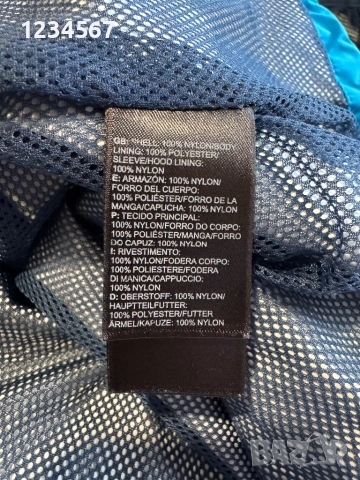 1234567
GB: SHELL: 100% NYLON/BODY
LINING: 100% POLYESTER/
SLEEVE/HOOD LINING:
100% NYLON
E: ARMAZÓN: 100% NYLON/
FORRO DEL CUERPO:
100% POLIÉSTER/FORRO DE LA
MANGA/CAPUCHA: 100% NYLON
P: TECIDO PRINCIPAL:
100% NYLON/FORRO DO CORPO:
100% POLIÉSTER/MANGA/FORRO
DO CAPUZ: 100% NYLON
I: RIVESTIMENTO:
100% NYLON/FODERA CORPO:
100% POLIESTERE/FODERA
DI MANICA/CAPPUCCIO:
100% NYLON
D: OBERSTOFF: 100% NYLON/
HAUPTTEILFUTTER:
100% POLYESTER/FUTTER
ÄRMEL/KAPUZE: 100% NYLON
BAZAR